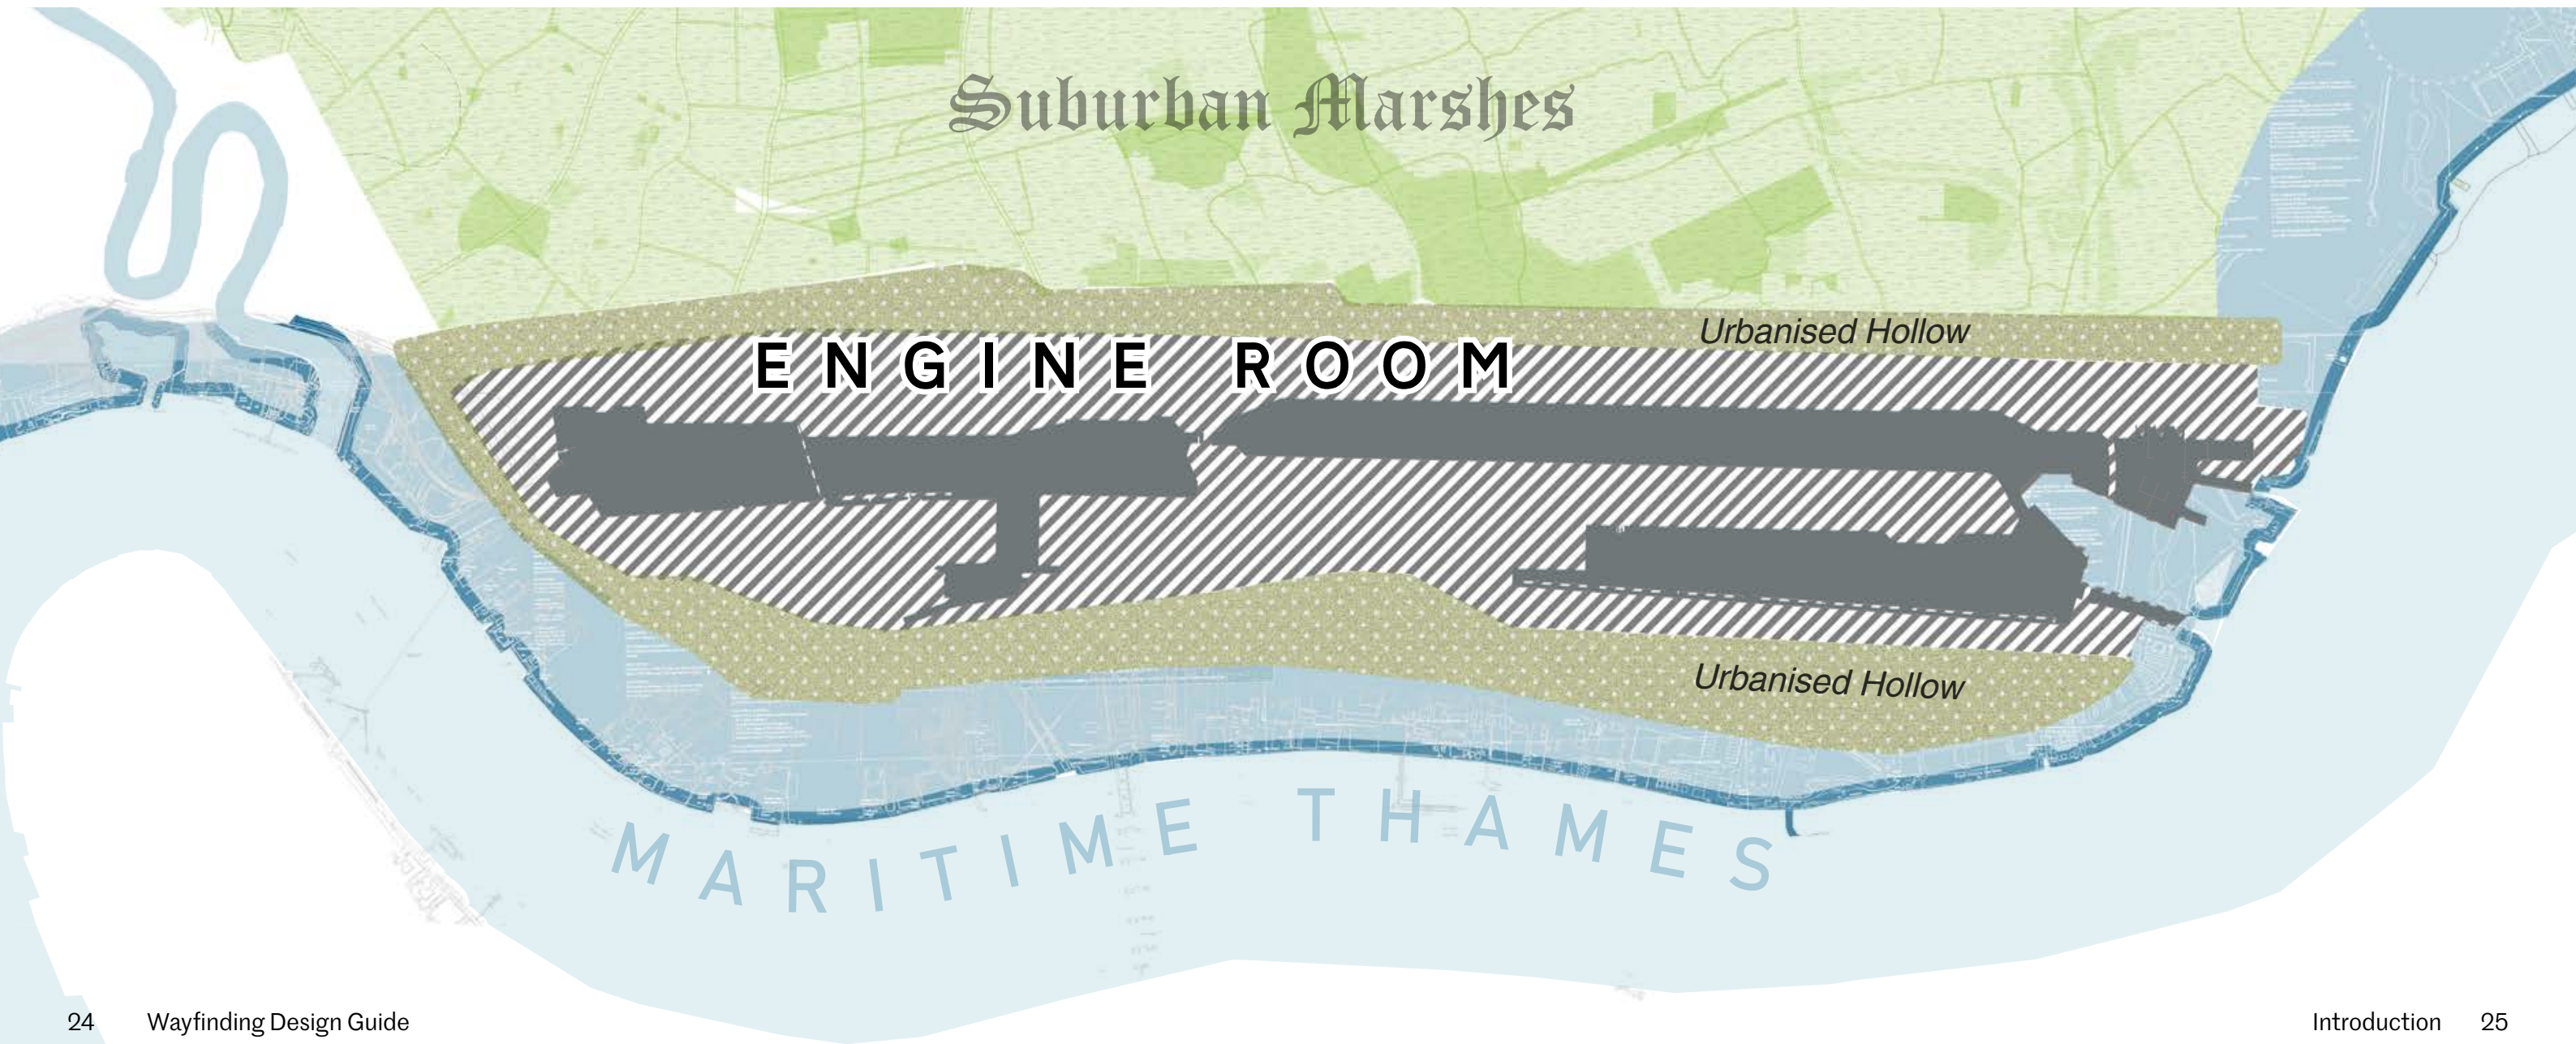 Suburban Marshes
Urbanised Hollow
ENGINE ROOM
Urbanised Hollow
MARITIME THAMES
24 Wayfinding Design Guide
Introduction 25